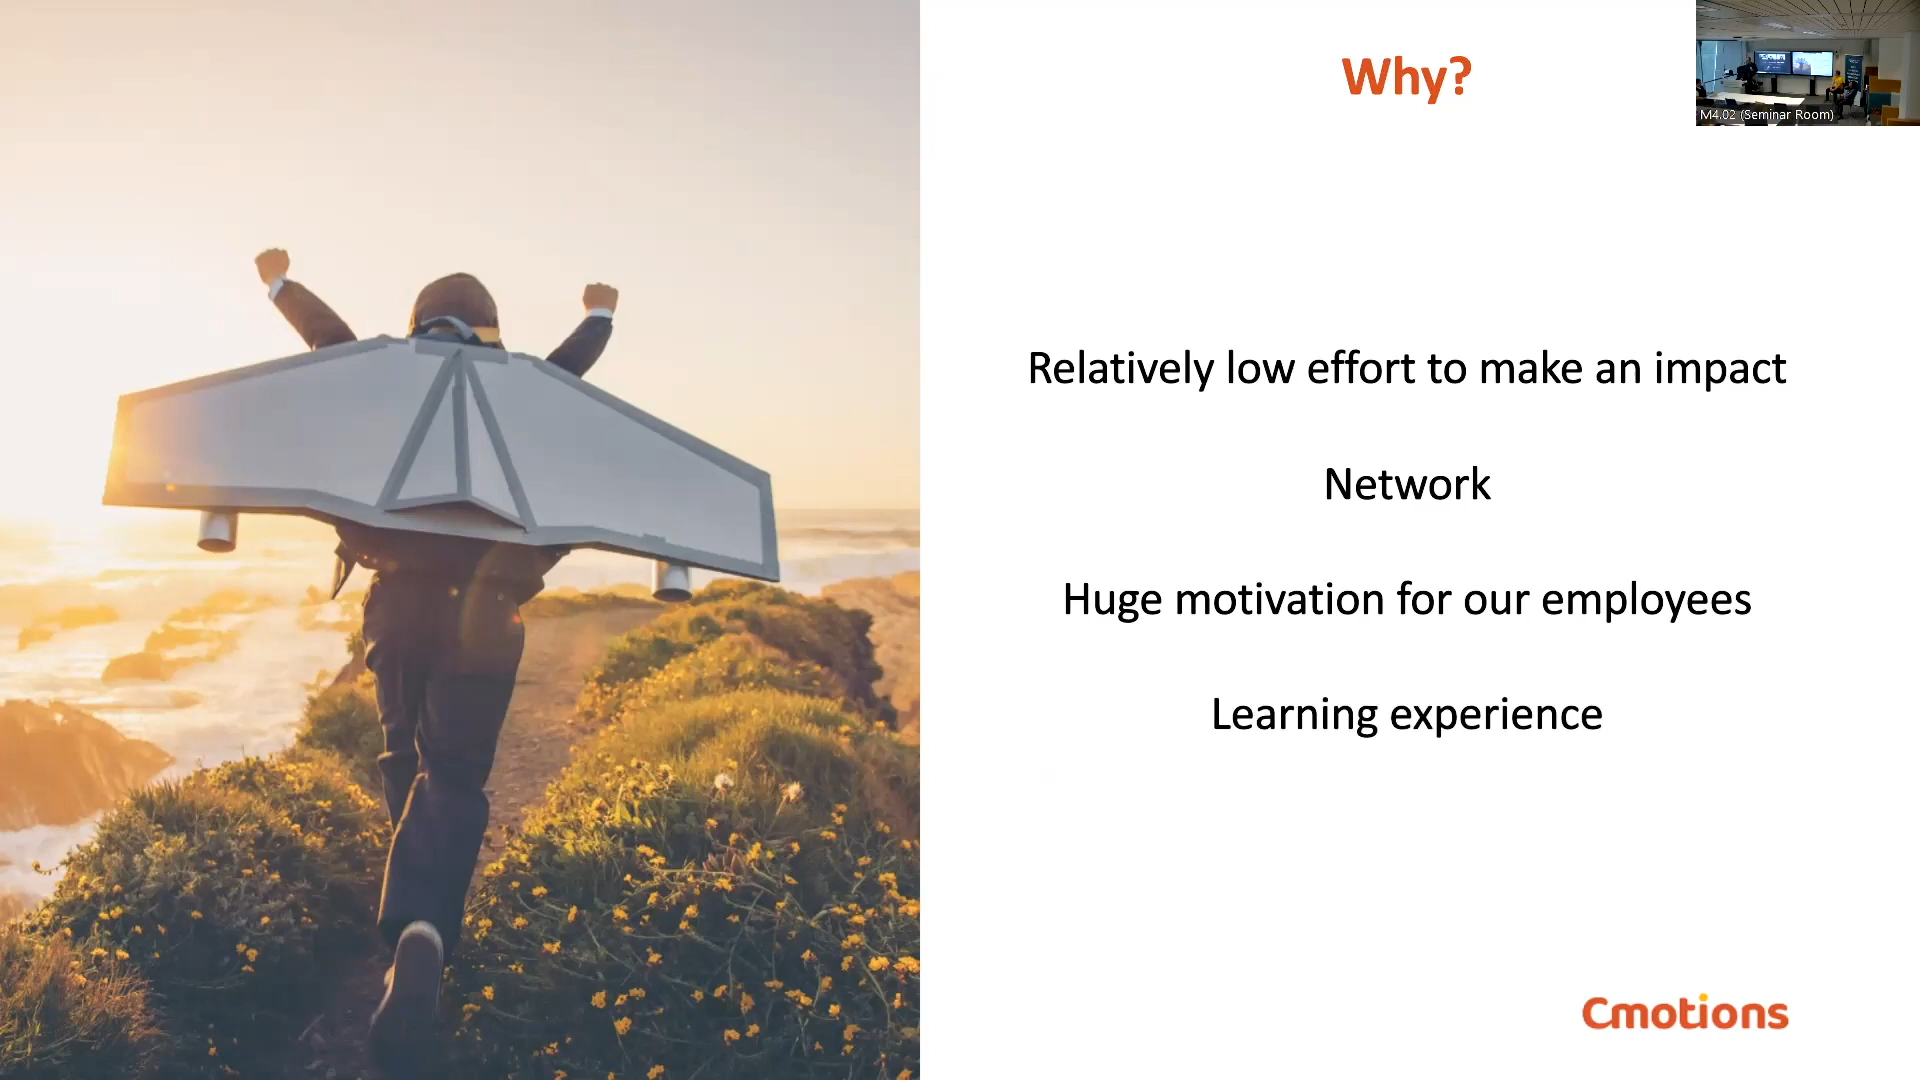 Why?
M4.02 (Seminar Room)
Relatively low effort to make an impact
Network
Huge motivation for our employees
Learning experience
Cmotions